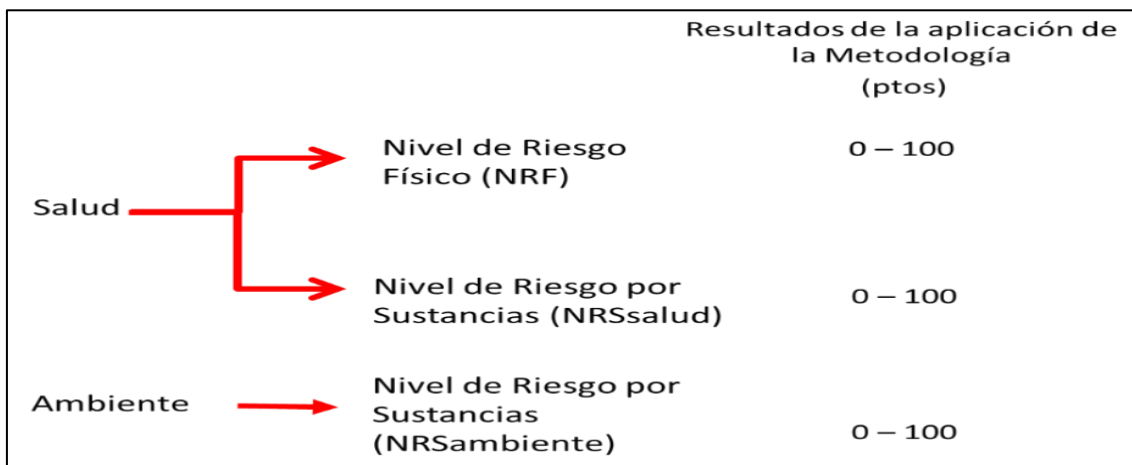 Resultados de la aplicación de
la Metodología
(ptos)
Salud
Nivel de Riesgo
Físico (NRF)
0 – 100
Nivel de Riesgo por
Sustancias (NRSsalud)
0 – 100
Ambiente
Nivel de Riesgo por
Sustancias
(NRSambiente)
0 – 100